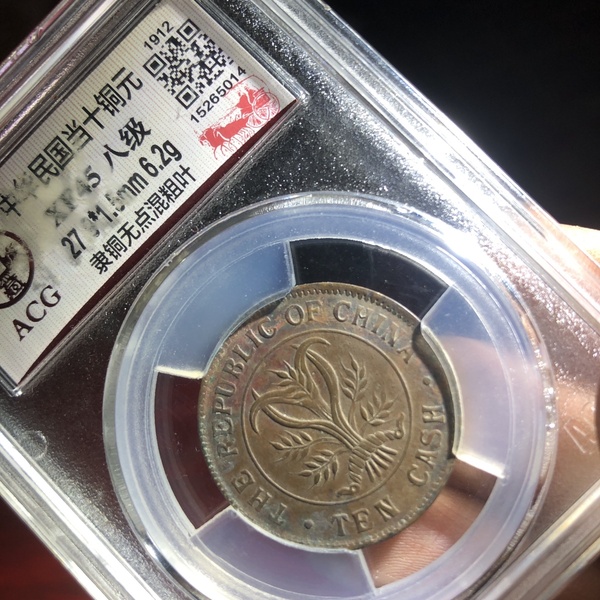 1912
15265014
中华民国当十铜元
XF45 八级
27.*1.5mm 6.2g
隶铜无点混粗叶
ACG
THE REPUBLIC OF CHINA
TEN CASH